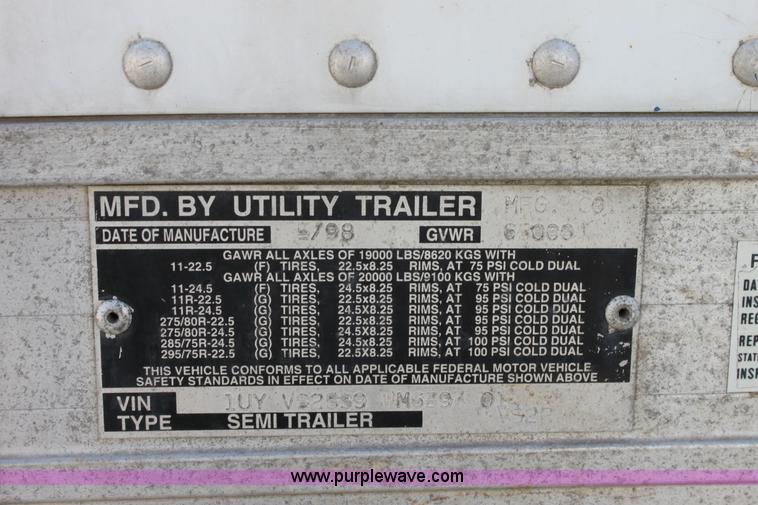 MFD. BY UTILITY TRAILER MFG. CO
DATE OF MANUFACTURE /98 GVWR
GAWR ALL AXLES OF 19000 LBS/8620 KGS WITH
11-22.5 (F) TIRES, 22.5x8.25 RIMS, AT 75 PSI COLD DUAL
GAWR ALL AXLES OF 20000 LBS/9100 KGS WITH
11-24.5 (F) TIRES, 24.5x8.25 RIMS, AT 75 PSI COLD DUAL
11R-22.5 (G) TIRES, 22.5x8.25 RIMS, AT 95 PSI COLD DUAL
11R-24.5 (G) TIRES, 24.5x8.25 RIMS, AT 95 PSI COLD DUAL
275/80R-22.5 (G) TIRES, 22.5x8.25 RIMS, AT 95 PSI COLD DUAL
275/80R-24.5 (G) TIRES, 24.5x8.25 RIMS, AT 95 PSI COLD DUAL
285/75R-24.5 (G) TIRES, 24.5x8.25 RIMS, AT 100 PSI COLD DUAL
295/75R-22.5 (G) TIRES, 22.5x8.25 RIMS, AT 100 PSI COLD DUAL
THIS VEHICLE CONFORMS TO ALL APPLICABLE FEDERAL MOTOR VEHICLE
SAFETY STANDARDS IN EFFECT ON DATE OF MANUFACTURE SHOWN ABOVE
VIN 1UY
TYPE SEMI TRAILER
F
DA
INS
REG
REP
STAT
INSP
www.purplewave.com